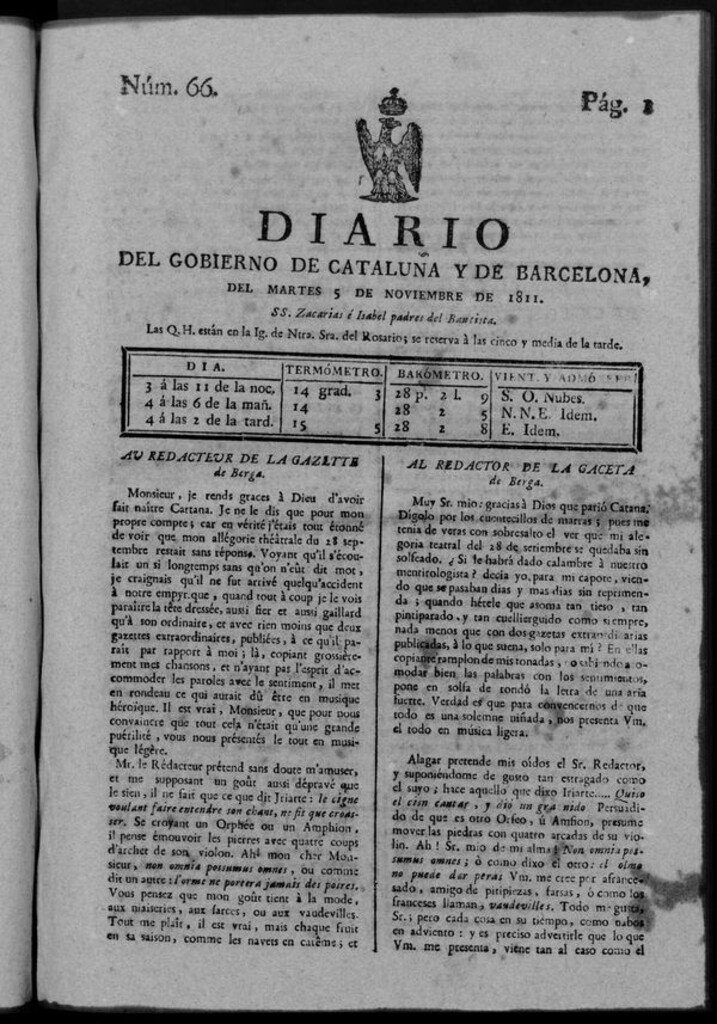 Núm. 66.
Pág.
DIARIO
DEL GOBIERNO DE CATALUÑA Y DE BARCELONA,
DEL MARTES 5 DE NOVIEMBRE DE 1811.
SS. Zacarias é Isabel padres del Bautista.
Las Q. H. están en la Ig. de Ntra. Sra. del Rosario; se reserva à las cinco y media de la tarde.
DIA. TERMÓMETRO. BARÓMETRO. VIENT. Y
3 á las 11 de la noc. 14 grad. 3 28 p. 2 l. 9 S. O. Nubes.
4 á las 6 de la mañ. 14 28 2 5 N. N. E. Idem.
4 á las 2 de la tard. 15 5 28 2 8 E. Idem.
AU REDACTEUR DE LA GAZETTE
de Berga.
Monsieur, je rends graces à Dieu d'avoir
fait naître Cartana. Je ne le dis que pour mon
propre compte; car en vérité j'étais tout étonné
de voir que mon allégorie théâtrale du 28 sep-
tembre restait sans réponse. Voyant qu'il s'écou-
lait un si longtemps sans qu'on n'eût dit mot,
je craignais qu'il ne fut arrivé quelqu'accident
à notre empyrique, quand tout à coup je le vois
paraître la tête dressée, aussi fier et aussi gaillard
qu'à son ordinaire, et avec rien moins que deux
gazettes extraordinaires, publiées, à ce qu'il pa-
raît par rapport à moi; là, copiant grossière-
ment mes chansons, et n'ayant pas l'esprit d'ac-
commoder les paroles avec le sentiment, il met
en rondeau ce qui aurait dû être en musique
héroïque. Il est vrai, Monsieur, que pour nous
convaincre que tout cela n'était qu'une grande
puérilité, vous nous présentés le tout en musi-
que légère.
Mr. le Rédacteur prétend sans doute m'amuser,
et me supposant un goût aussi dépravé que
le sien, il ne fait que ce que dit Jriarte: le cigne
voulant faire entendre son chant, ne fit que croas-
ser. Se croyant un Orphée ou un Amphion,
il pense émouvoir les pierres avec quatre coups
d'archet de son violon. Ah! mon cher Mon-
sieur, non omnia possumus omnes, ou comme
dit un autre: l'orme ne portera jamais des poires.
Vous pensez que mon goût tient à la mode,
aux niaiseries, aux farces, ou aux vaudevilles.
Tout me plaît, il est vrai, mais chaque fruit
en sa saison, comme les navets en carême; et
AL REDACTOR DE LA GACETA
de Berga.
Muy Sr. mio: gracias à Dios que parió Catana.
Digolo por los cuentecillos de marras; pues me
tenia de veras con sobresalto el ver que mi ale-
goria teatral del 28 de setiembre se quedaba sin
solfeado. ¿Si le habrá dado calambre à nuestro
mentirologista? decia yo para mi capote, vien-
do que se pasaban dias y mas dias sin reprimen-
da; quando hétele que asoma tan tieso, tan
pintiparado, y tan cuellierguido como siempre,
nada menos que con dos gazetas
publicadas, à lo que suena, solo para mí? En ellas
copiante ramplon de mis tonadas,
modar bien las palabras con los sentimientos,
pone en solfa de rondó la letra de una aria
fuerte. Verdad es que para convencernos de que
todo es una solemne niñada, nos presenta Vm.
el todo en música ligera.
Alagar pretende mis oidos el Sr. Redactor,
y suponiéndome de gusto tan estragado como
el suyo; hace aquello que dixo Iriarte..... Quiso
el cisne cantar, y dió un graznido. Persuadi-
do de que es otro Orfeo, ú Amfion, presume
mover las piedras con quatro arcadas de su vio-
lin. Ah! Sr. mio de mi alma! Non omnia pos-
sumus omnes; ó como dixo el otro: el olmo
no puede dar peras Vm. me cree por afrance-
sado, amigo de pitipiezas, farsas, ó como los
franceses llaman, vaudevilles. Todo me gusta,
Sr.; pero cada cosa en su tiempo, como nabos
en adviento: y es preciso advertirle que lo que
Vm. me presenta, viene tan al caso como el